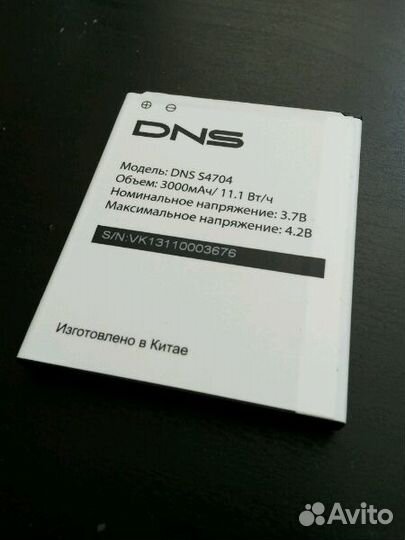 DNS
Модель: DNS S4704
Объем: 3000мАч/ 11.1 Вт/ч
Номинальное напряжение: 3.7В
Максимальное напряжение: 4.2В
S/N:VK13110003676
Изготовлено в Китае
Avito